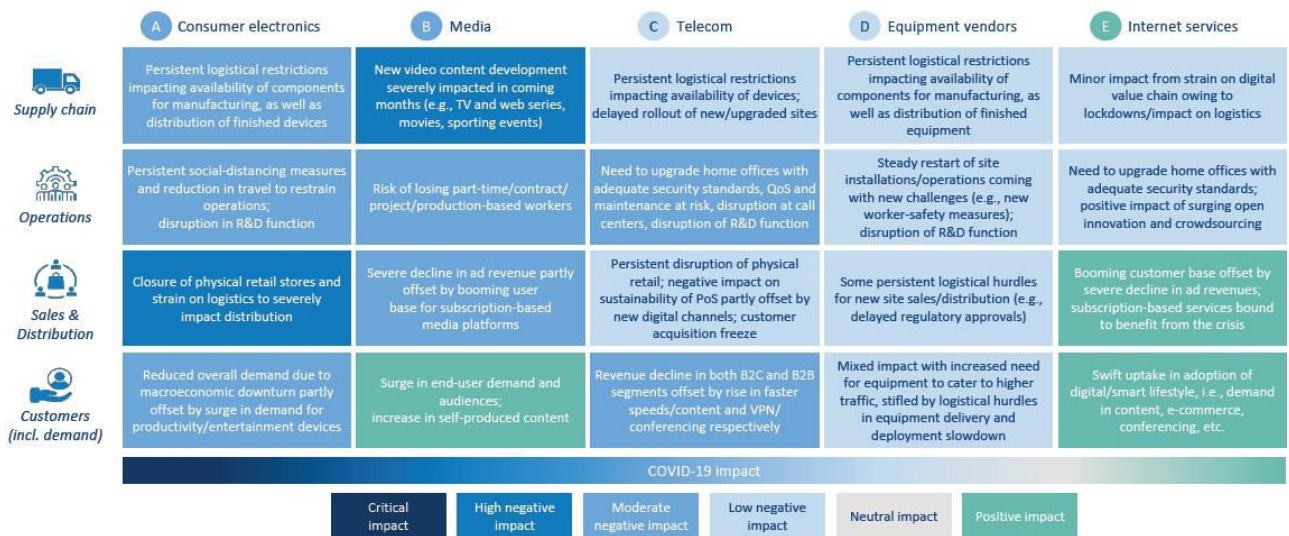 A Consumer electronics
B Media
C Telecom
D Equipment vendors
E Internet services
Supply chain
Persistent logistical restrictions
impacting availability of components
for manufacturing, as well as
distribution of finished devices
New video content development
severely impacted in coming
months (e.g., TV and web series,
movies, sporting events)
Persistent logistical restrictions
impacting availability of devices;
delayed rollout of new/upgraded sites
Persistent logistical restrictions
impacting availability of
components for manufacturing, as
well as distribution of finished
equipment
Minor impact from strain on digital
value chain owing to
lockdowns/impact on logistics
Operations
Persistent social-distancing measures
and reduction in travel to restrain
operations;
disruption in R&D function
Risk of losing part-time/contract/
project/production-based workers
Need to upgrade home offices with
adequate security standards, QoS and
maintenance at risk, disruption at call
centers, disruption of R&D function
Steady restart of site
installations/operations coming
with new challenges (e.g., new
worker-safety measures);
disruption of R&D function
Need to upgrade home offices with
adequate security standards;
positive impact of surging open
innovation and crowdsourcing
Sales &
Distribution
Closure of physical retail stores and
strain on logistics to severely
impact distribution
Severe decline in ad revenue partly
offset by booming user
base for subscription-based
media platforms
Persistent disruption of physical
retail; negative impact on
sustainability of PoS partly offset by
new digital channels; customer
acquisition freeze
Some persistent logistical hurdles
for new site sales/distribution (e.g.,
delayed regulatory approvals)
Booming customer base offset by
severe decline in ad revenues;
subscription-based services bound
to benefit from the crisis
Customers
(incl. demand)
Reduced overall demand due to
macroeconomic downturn partly
offset by surge in demand for
productivity/entertainment devices
Surge in end-user demand and
audiences;
increase in self-produced content
Revenue decline in both B2C and B2B
segments offset by rise in faster
speeds/content and VPN/
conferencing respectively
Mixed impact with increased need
for equipment to cater to higher
traffic, stifled by logistical hurdles
in equipment delivery and
deployment slowdown
Swift uptake in adoption of
digital/smart lifestyle, i.e., demand
in content, e-commerce,
conferencing, etc.
COVID-19 impact
Critical
impact
High negative
impact
Moderate
negative impact
Low negative
impact
Neutral impact
Positive impact